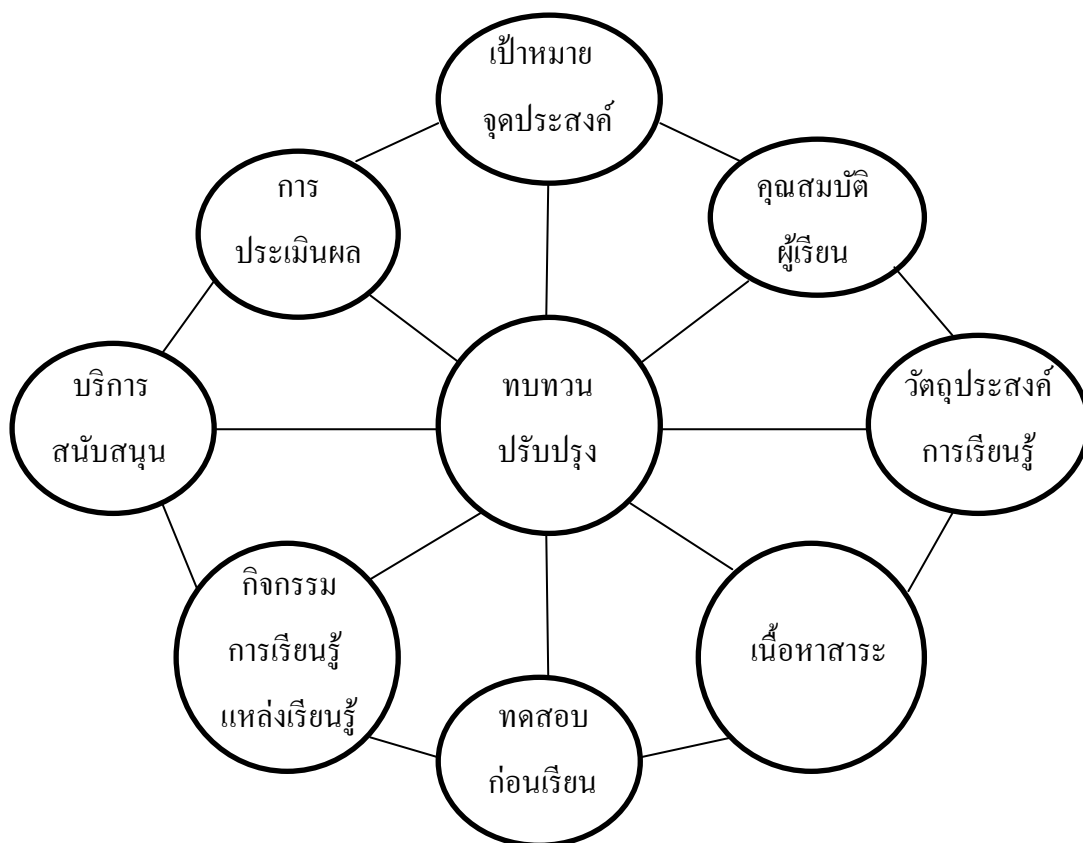 เป้าหมาย
จุดประสงค์
การ
ประเมินผล
คุณสมบัติ
ผู้เรียน
บริการ
สนับสนุน
ทบทวน
ปรับปรุง
วัตถุประสงค์
การเรียนรู้
กิจกรรม
การเรียนรู้
แหล่งเรียนรู้
ทดสอบ
ก่อนเรียน
เนื้อหาสาระ